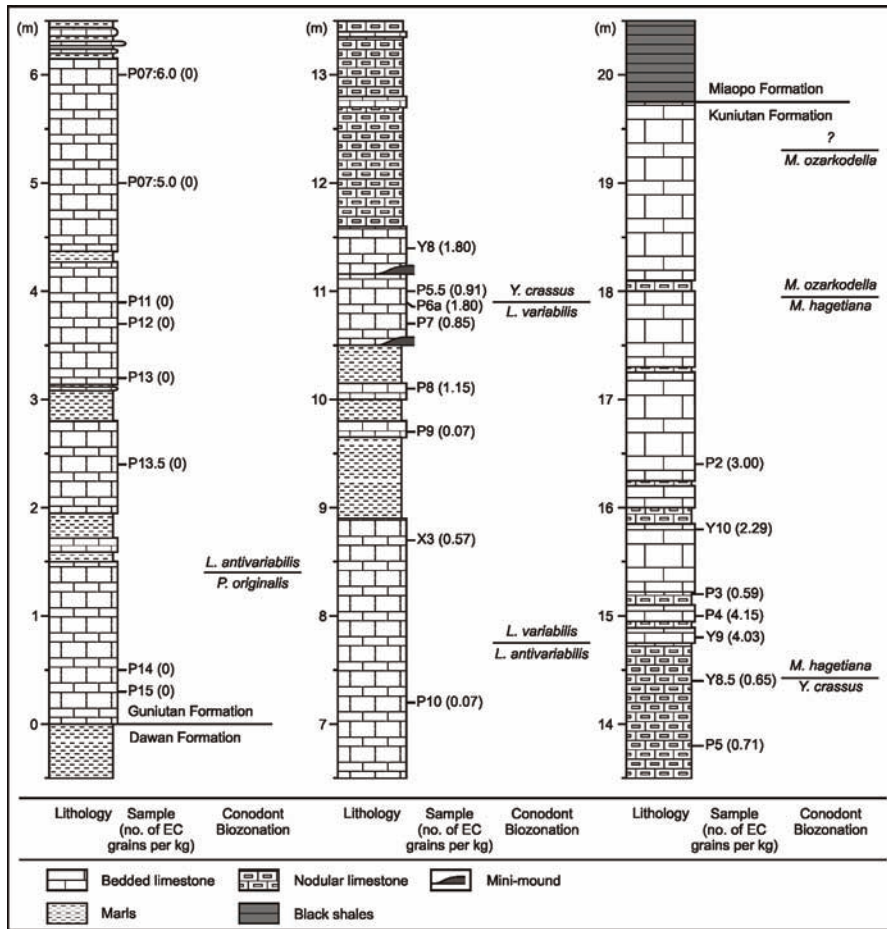 (m)
6
P07:6.0 (0)
5
P07:5.0 (0)
4
P11 (0)
P12 (0)
P13 (0)
3
P13.5 (0)
2
L. antivariabilis
P. originalis
1
P14 (0)
P15 (0)
Guniutan Formation
0
Dawan Formation
(m)
13
12
Y8 (1.80)
11
P5.5 (0.91)
P6a (1.80)
P7 (0.85)
Y. crassus
L. variabilis
10
P8 (1.15)
P9 (0.07)
9
X3 (0.57)
8
L. variabilis
L. antivariabilis
P10 (0.07)
7
(m)
20
Miaopo Formation
Kuniutan Formation
?
M. ozarkodella
19
18
M. ozarkodella
M. hagetiana
17
P2 (3.00)
16
Y10 (2.29)
P3 (0.59)
15
P4 (4.15)
Y9 (4.03)
M. hagetiana
Y. crassus
Y8.5 (0.65)
14
P5 (0.71)
Lithology Sample Conodont
(no. of EC Biozonation
grains per kg)
Lithology Sample Conodont
(no. of EC Biozonation
grains per kg)
Lithology Sample Conodont
(no. of EC Biozonation
grains per kg)
Bedded limestone
Nodular limestone
Mini-mound
Marls
Black shales